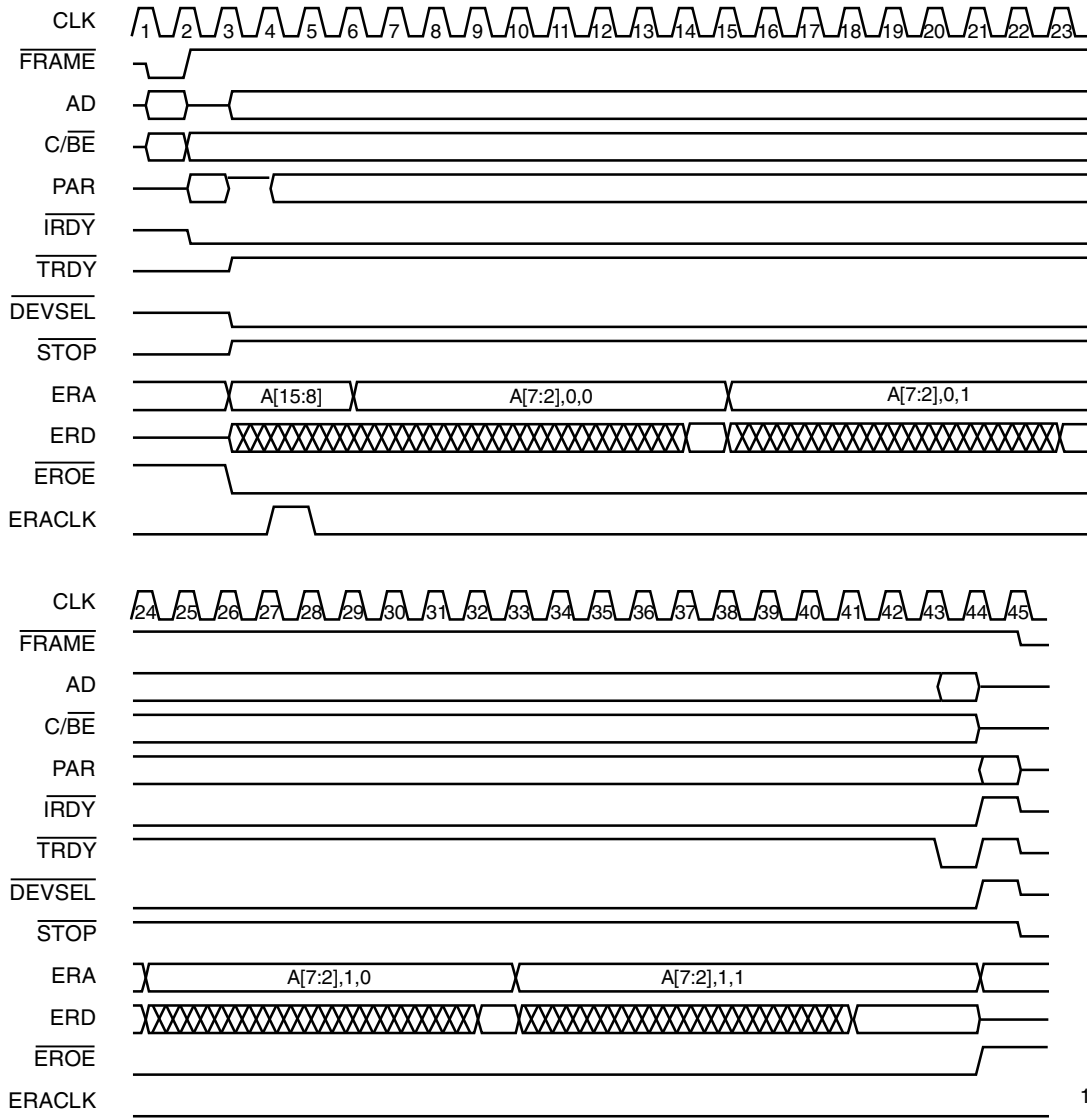 CLK 1 2 3 4 5 6 7 8 9 10 11 12 13 14 15 16 17 18 19 20 21 22 23
FRAME
AD
C/BE
PAR
IRDY
TRDY
DEVSEL
STOP
ERA A[15:8] A[7:2],0,0 A[7:2],0,1
ERD
EROE
ERACLK
CLK 24 25 26 27 28 29 30 31 32 33 34 35 36 37 38 39 40 41 42 43 44 45
FRAME
AD
C/BE
PAR
IRDY
TRDY
DEVSEL
STOP
ERA A[7:2],1,0 A[7:2],1,1
ERD
EROE
ERACLK